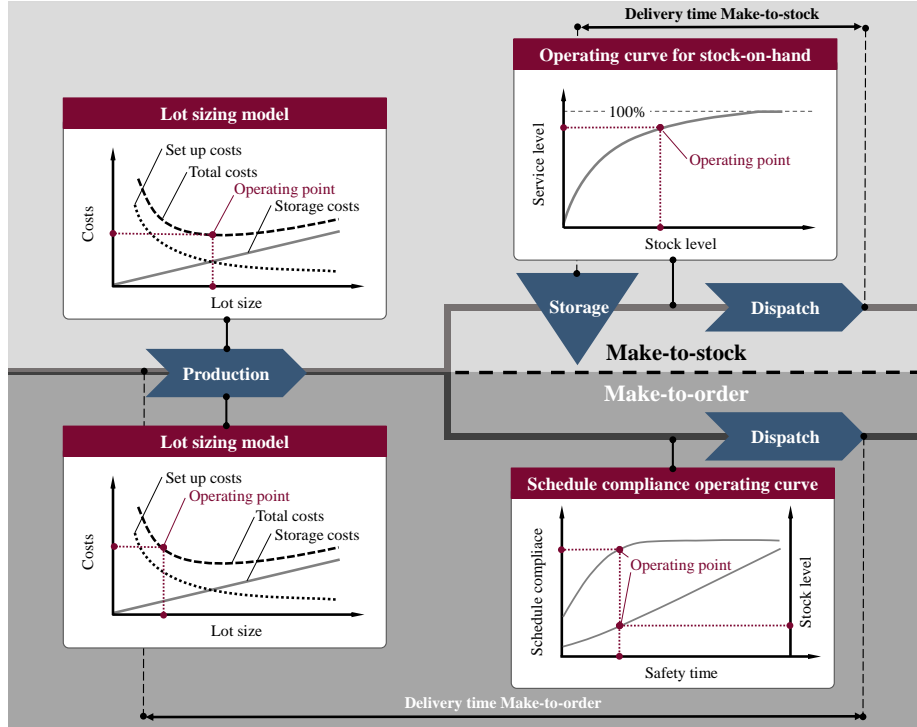 Delivery time Make-to-stock
Operating curve for stock-on-hand
100%
Service level
Operating point
Stock level
Lot sizing model
Set up costs
Total costs
Operating point
Storage costs
Costs
Lot size
Storage
Dispatch
Production
Make-to-stock
Make-to-order
Dispatch
Lot sizing model
Set up costs
Operating point
Total costs
Storage costs
Costs
Lot size
Schedule compliance operating curve
Schedule compliace
Operating point
Stock level
Safety time
Delivery time Make-to-order